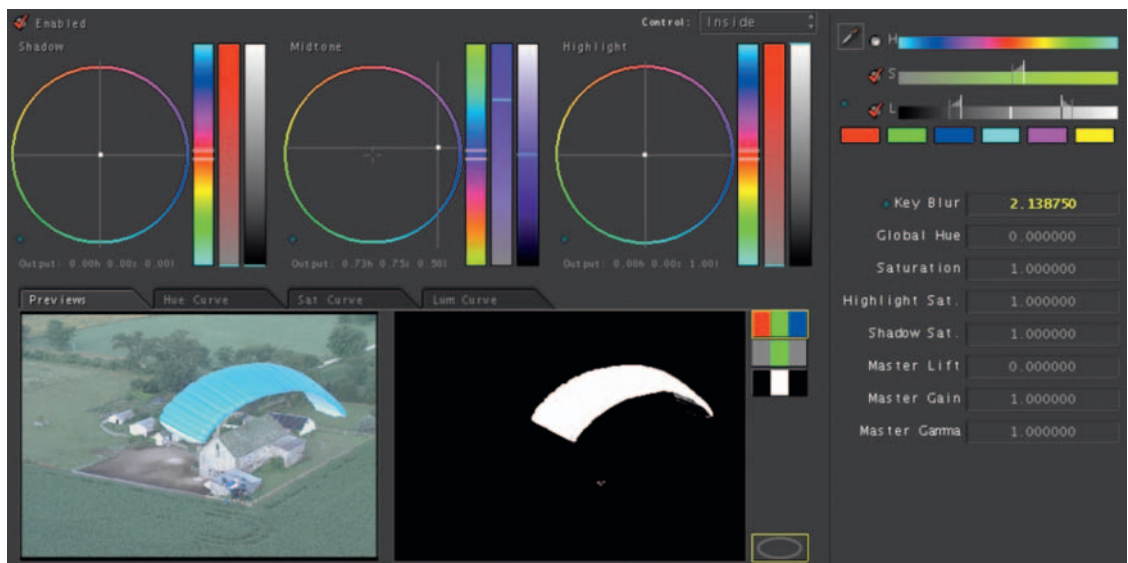 Enabled
Control: Inside
Shadow
Midtone
Highlight
H
S
L
Output: 0.00h 0.00s 0.00l
Output: 0.73h 0.75s 0.50l
Output: 0.00h 0.00s 1.00l
Key Blur 2.138750
Global Hue 0.000000
Saturation 1.000000
Highlight Sat. 1.000000
Shadow Sat. 1.000000
Master Lift 0.000000
Master Gain 1.000000
Master Gamma 1.000000
Previews
Hue Curve
Sat Curve
Lum Curve